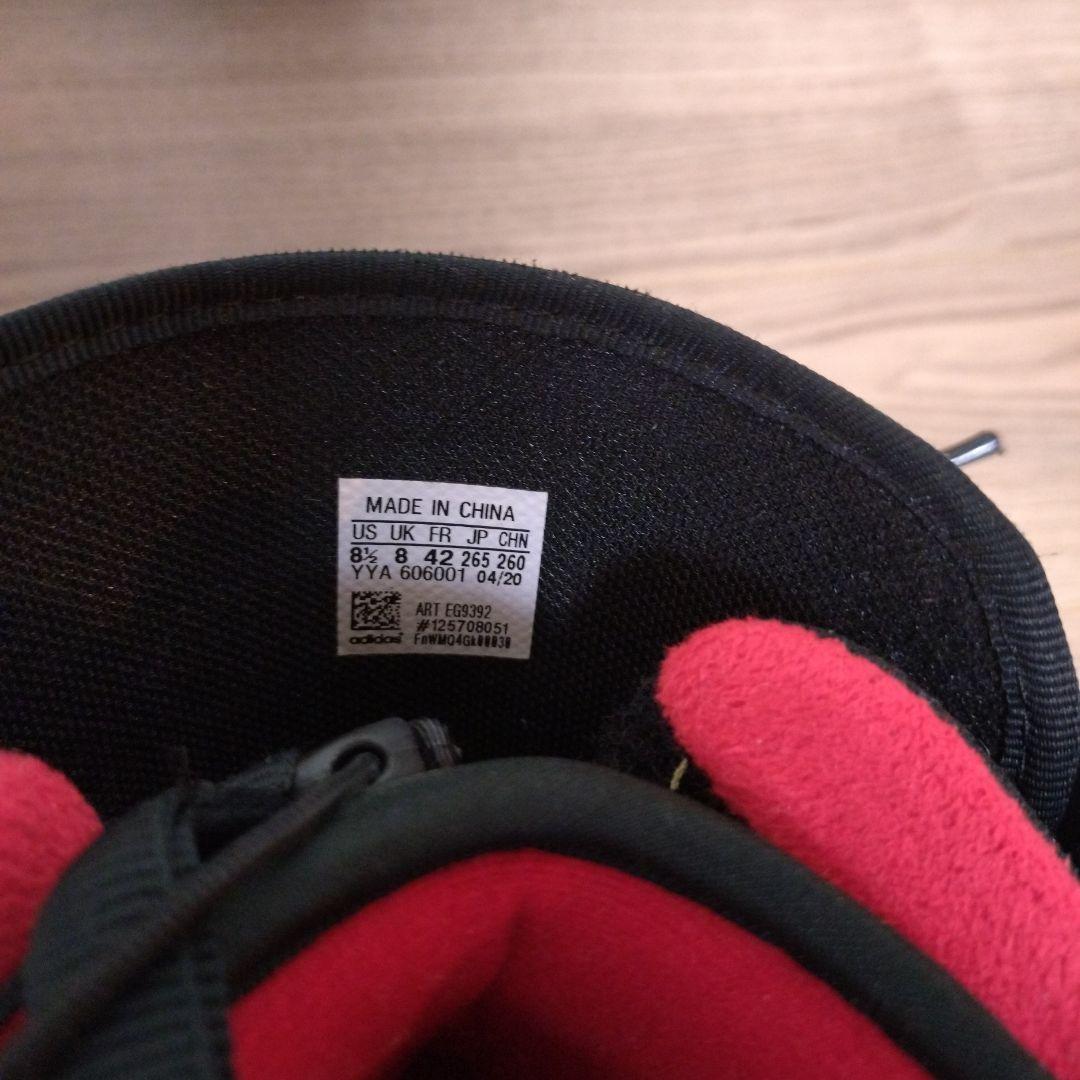 MADE IN CHINA
US UK FR JP CHN
8½ 8 42 265 260
YYA 606001 04/20
ART EG9392
#125708051
adidas FnWMQ4Gk00030